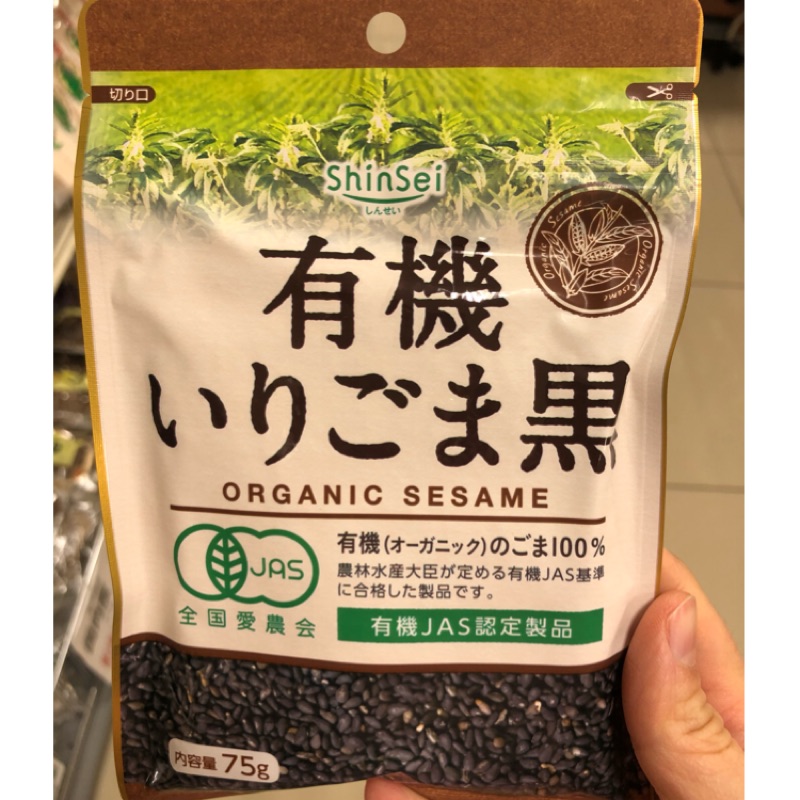 切り口
ShinSei
しんせい
Organic Sesame Organic Sesame
有機
いりごま黒
ORGANIC SESAME
JAS
全国愛農会
有機(オーガニック)のごま100%
農林水産大臣が定める有機JAS基準
に合格した製品です。
有機JAS認定製品
内容量 75g